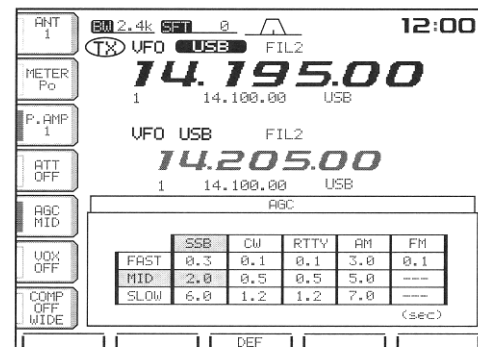 ANT
1
BW 2.4k SFT 0
12:00
TX VFO USB FIL2
METER
Po
14.195.00
1 14.100.00 USB
P.AMP
1
VFO USB FIL2
ATT
OFF
14.205.00
1 14.100.00 USB
AGC
MID
AGC
SSB CW RTTY AM FM
FAST 0.3 0.1 0.1 3.0 0.1
MID 2.0 0.5 0.5 5.0 ---
SLOW 6.0 1.2 1.2 7.0 ---
(sec)
VOX
OFF
COMP
OFF
WIDE
DEF